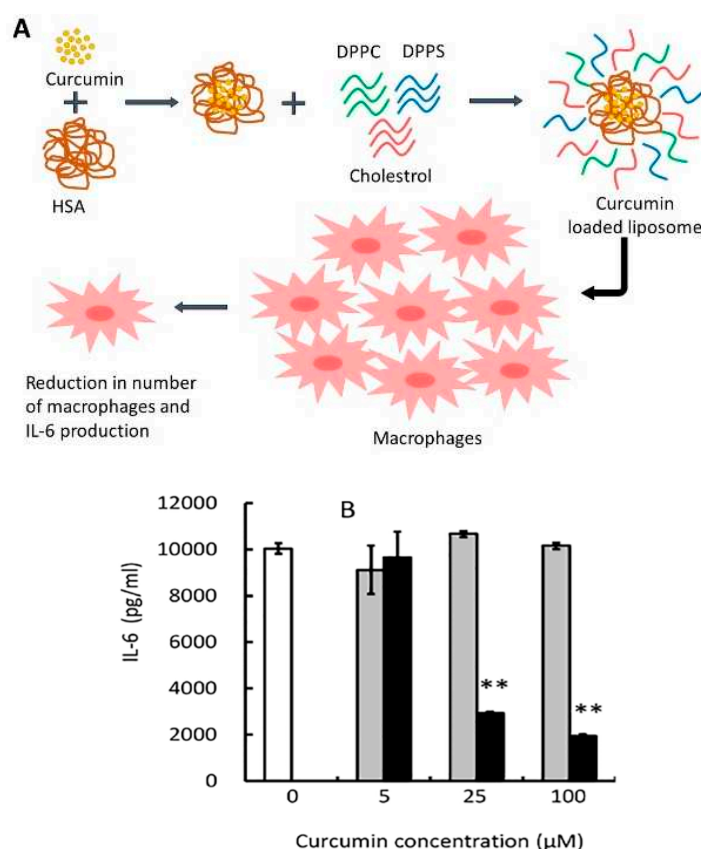 A
Curcumin
+
HSA
+
DPPC DPPS
Cholestrol
Curcumin
loaded liposome
Reduction in number
of macrophages and
IL-6 production
Macrophages
B
IL-6 (pg/ml)
12000
10000
8000
6000
4000
2000
0
**
**
0 5 25 100
Curcumin concentration (µM)